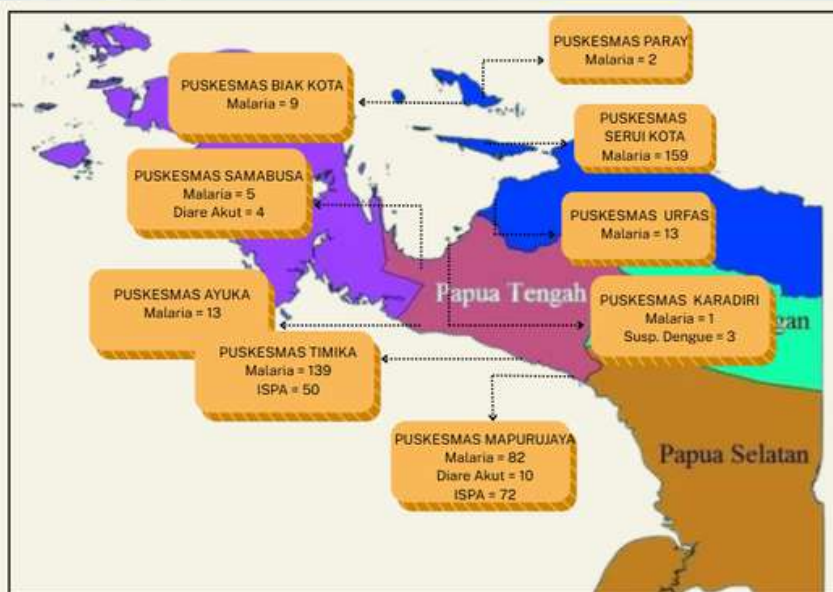 PUSKESMAS PARAY
Malaria = 2
PUSKESMAS BIAK KOTA
Malaria = 9
PUSKESMAS
SERUI KOTA
Malaria = 159
PUSKESMAS SAMABUSA
Malaria = 5
Diare Akut = 4
PUSKESMAS URFAS
Malaria = 13
PUSKESMAS AYUKA
Malaria = 13
Papua Tengah
PUSKESMAS KARADIRI
Malaria = 1
Susp. Dengue = 3
gan
PUSKESMAS TIMIKA
Malaria = 139
ISPA = 50
PUSKESMAS MAPURUJAYA
Malaria = 82
Diare Akut = 10
ISPA = 72
Papua Selatan